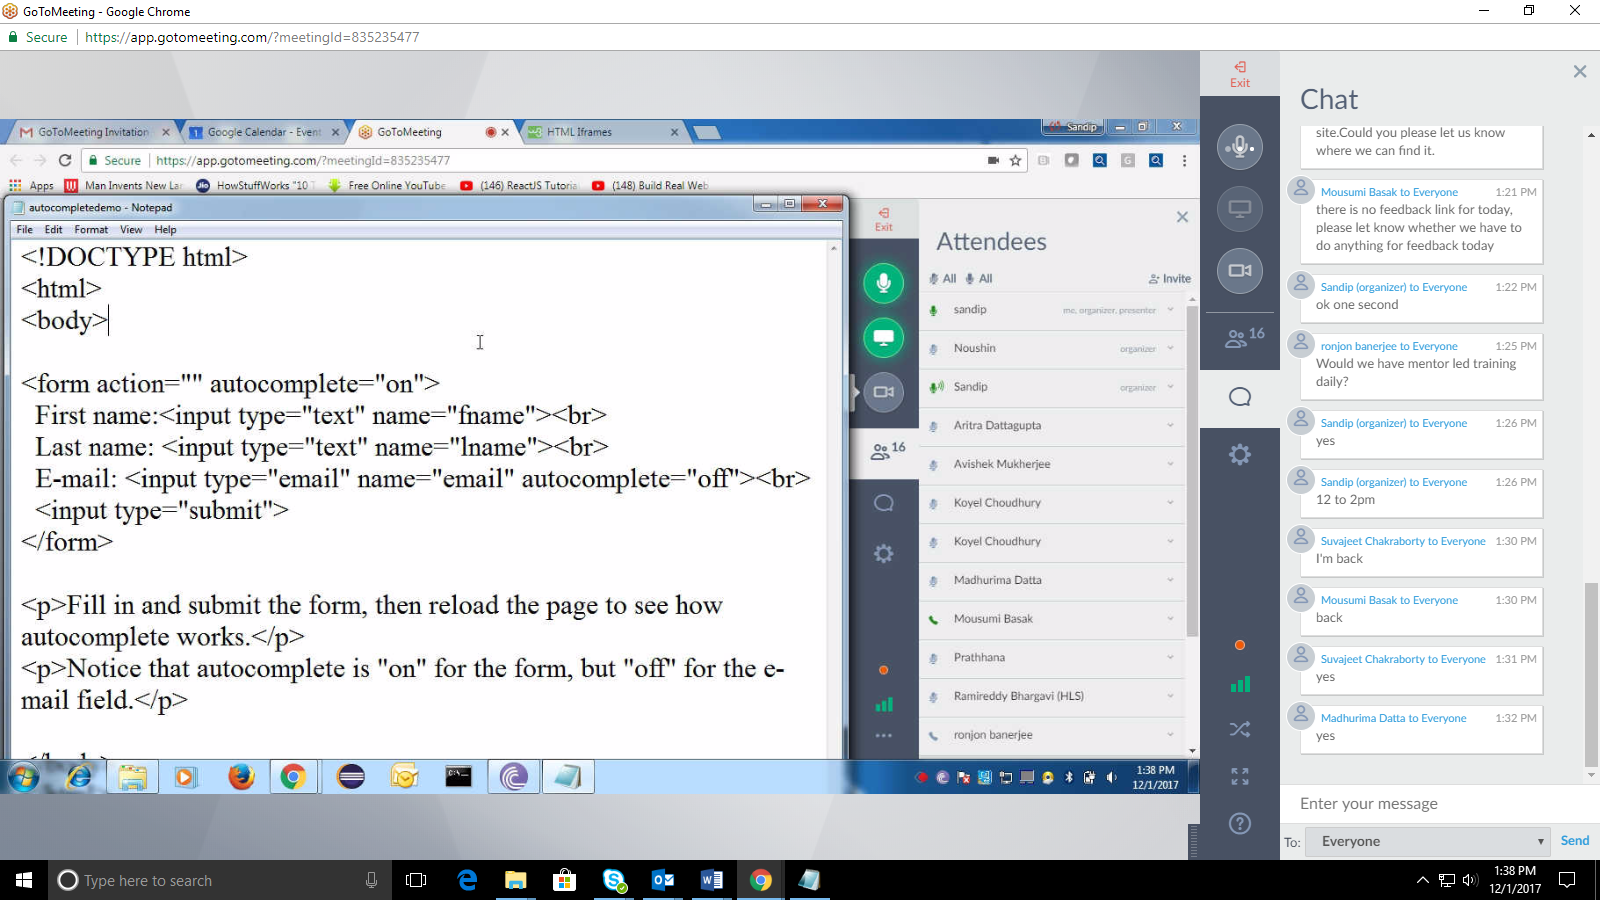 GoToMeeting - Google Chrome
Secure
https://app.gotomeeting.com/?meetingId=835235477
GoToMeeting Invitation
Google Calendar - Event
GoToMeeting
HTML Iframes
Sandip
Secure
https://app.gotomeeting.com/?meetingId=835235477
Apps
Man Invents New La
HowStuffWorks "10
Free Online YouTube
(146) ReactJS Tutoria
(148) Build Real Web
autocompletedemo - Notepad
File Edit Format View Help
<!DOCTYPE html>
<html>
<body>
<form action="" autocomplete="on">
First name:<input type="text" name="fname"><br>
Last name: <input type="text" name="lname"><br>
E-mail: <input type="email" name="email" autocomplete="off"><br>
<input type="submit">
</form>
<p>Fill in and submit the form, then reload the page to see how
autocomplete works.</p>
<p>Notice that autocomplete is "on" for the form, but "off" for the e-
mail field.</p>
Exit
16
Attendees
All All Invite
sandip me, organizer, presenter
Noushin organizer
Sandip organizer
Aritra Dattagupta
Avishek Mukherjee
Koyel Choudhury
Koyel Choudhury
Madhurima Datta
Mousumi Basak
Prathhana
Ramireddy Bhargavi (HLS)
ronjon banerjee
1:38 PM
12/1/2017
Exit
16
Chat
site.Could you please let us know
where we can find it.
Mousumi Basak to Everyone 1:21 PM
there is no feedback link for today,
please let know whether we have to
do anything for feedback today
Sandip (organizer) to Everyone 1:22 PM
ok one second
ronjon banerjee to Everyone 1:25 PM
Would we have mentor led training
daily?
Sandip (organizer) to Everyone 1:26 PM
yes
Sandip (organizer) to Everyone 1:26 PM
12 to 2pm
Suvajeet Chakraborty to Everyone 1:30 PM
I'm back
Mousumi Basak to Everyone 1:30 PM
back
Suvajeet Chakraborty to Everyone 1:31 PM
yes
Madhurima Datta to Everyone 1:32 PM
yes
Enter your message
To: Everyone Send
Type here to search
1:38 PM
12/1/2017